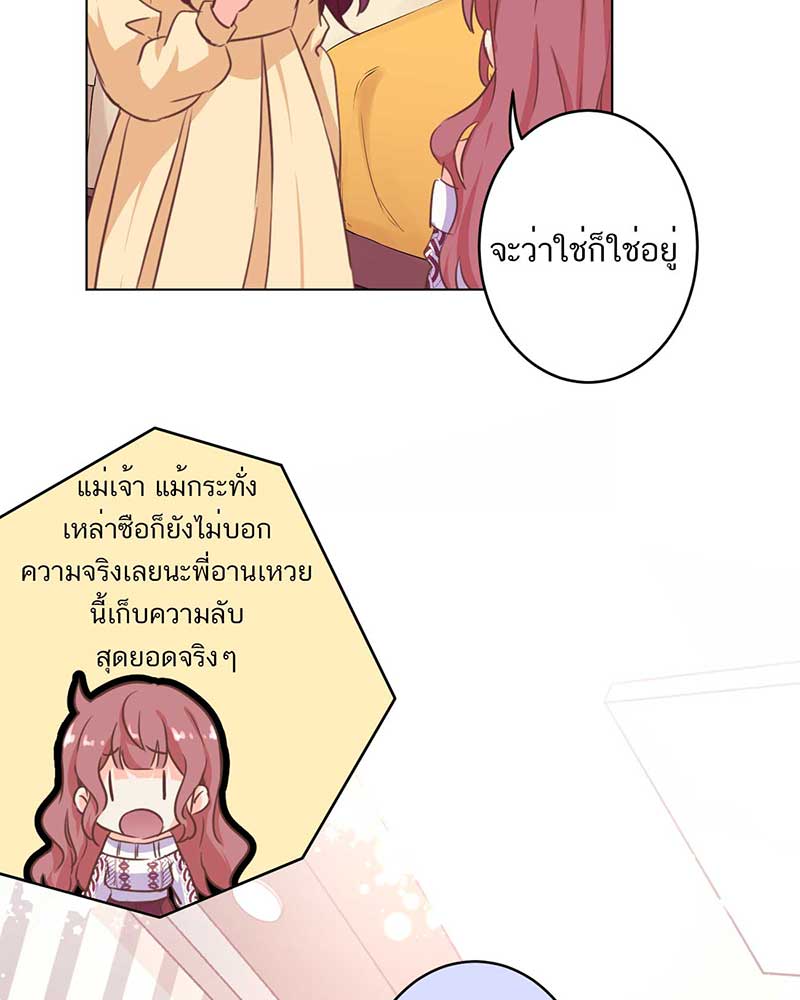 จะว่าใช่ก็ใช่อยู่
แม่เจ้า แม้กระทั่ง
เหล่าซือก็ยังไม่บอก
ความจริงเลยนะพี่อานเหวย
นี้เก็บความลับ
สุดยอดจริงๆ